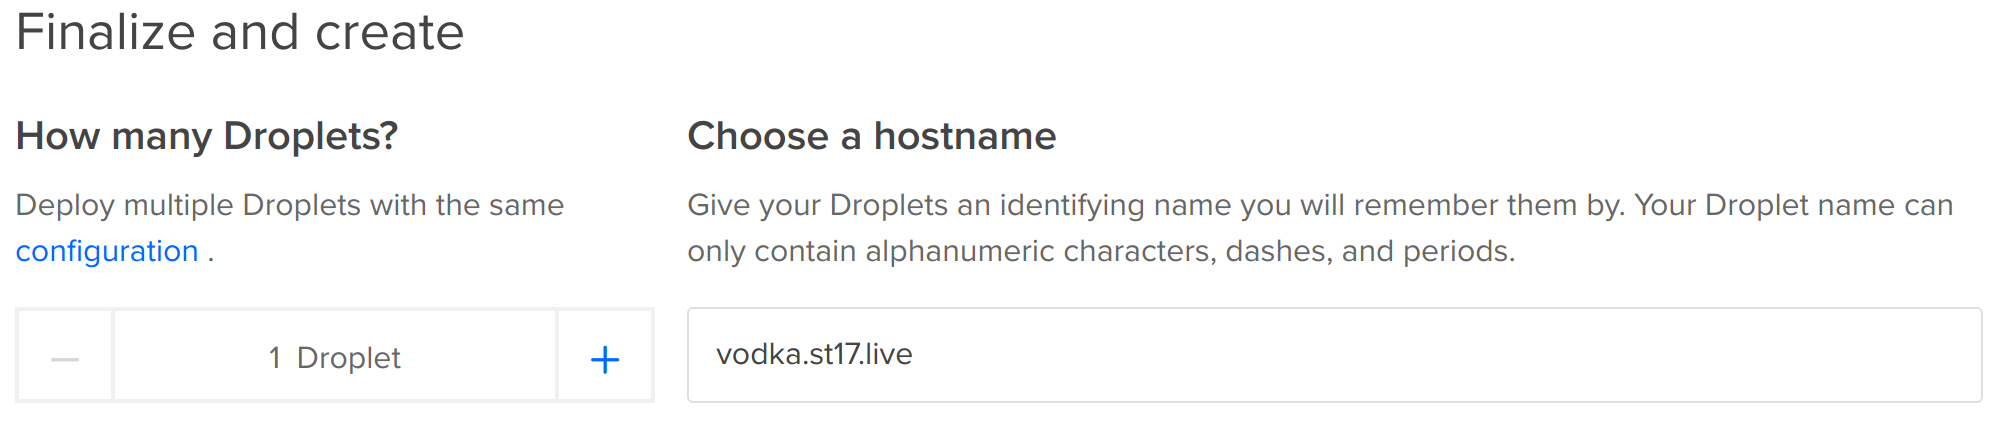 Finalize and create
How many Droplets?
Deploy multiple Droplets with the same
configuration .
1 Droplet
Choose a hostname
Give your Droplets an identifying name you will remember them by. Your Droplet name can
only contain alphanumeric characters, dashes, and periods.
vodka.st17.live